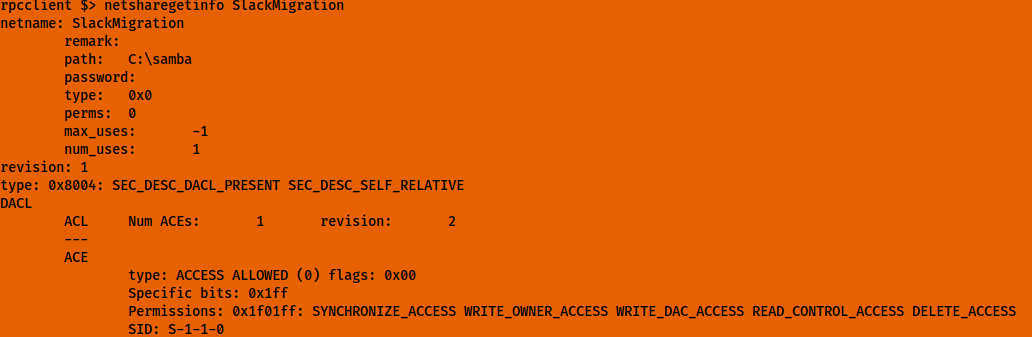 rpcclient $> netsharegetinfo SlackMigration
netname: SlackMigration
remark:
path: C:\samba
password:
type: 0x0
perms: 0
max_uses: -1
num_uses: 1
revision: 1
type: 0x8004: SEC_DESC_DACL_PRESENT SEC_DESC_SELF_RELATIVE
DACL
ACL Num ACEs: 1 revision: 2
---
ACE
type: ACCESS ALLOWED (0) flags: 0x00
Specific bits: 0x1ff
Permissions: 0x1f01ff: SYNCHRONIZE_ACCESS WRITE_OWNER_ACCESS WRITE_DAC_ACCESS READ_CONTROL_ACCESS DELETE_ACCESS
SID: S-1-1-0